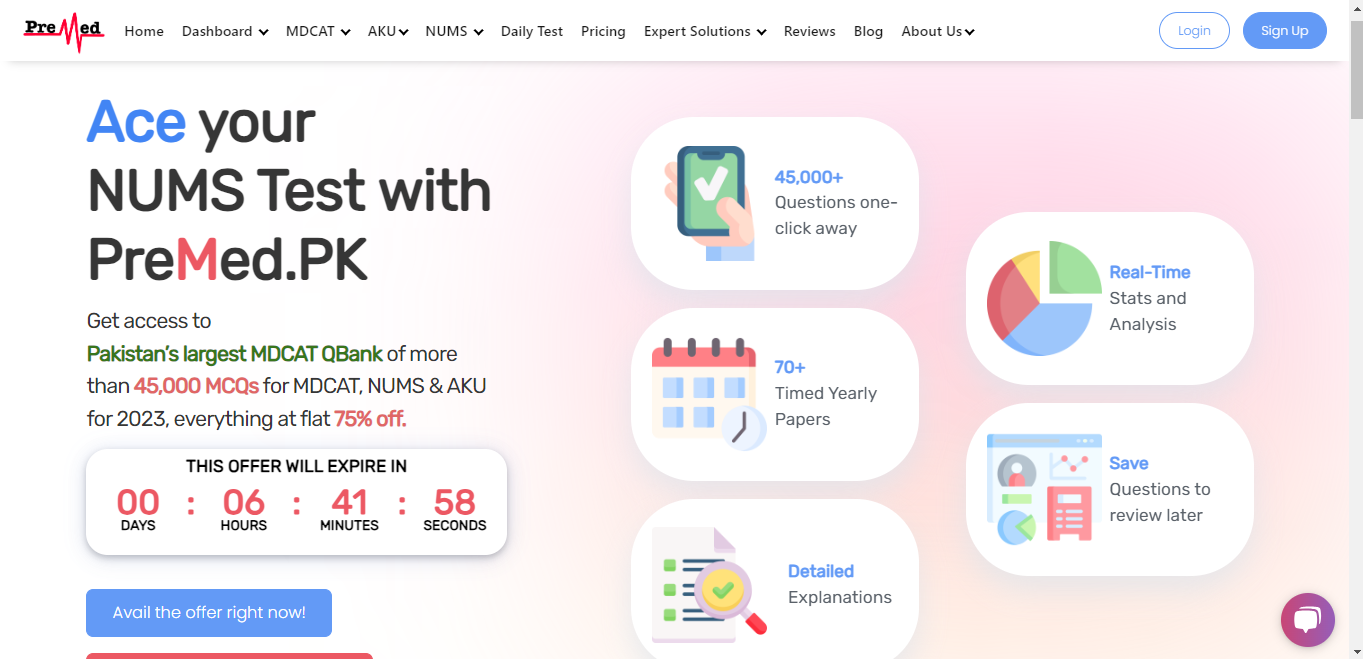 PreMed
Home Dashboard MDCAT AKU NUMS Daily Test Pricing Expert Solutions Reviews Blog About Us
Login
Sign Up
Ace your
NUMS Test with
PreMed.PK
Get access to
Pakistan's largest MDCAT QBank of more
than 45,000 MCQs for MDCAT, NUMS & AKU
for 2023, everything at flat 75% off.
THIS OFFER WILL EXPIRE IN
00 : 06 : 41 : 58
DAYS HOURS MINUTES SECONDS
Avail the offer right now!
45,000+
Questions one-
click away
70+
Timed Yearly
Papers
Detailed
Explanations
Real-Time
Stats and
Analysis
Save
Questions to
review later